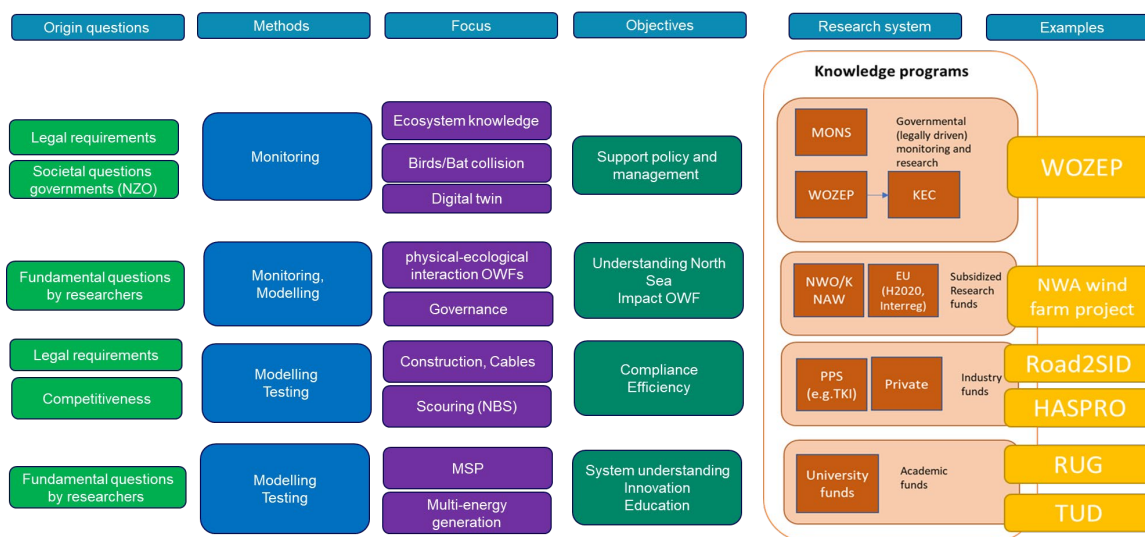 Origin questions
Methods
Focus
Objectives
Research system
Examples
Knowledge programs
Legal requirements
Societal questions
governments (NZO)
Monitoring
Ecosystem knowledge
Birds/Bat collision
Digital twin
Support policy and
management
MONS
Governmental
(legally driven)
monitoring and
research
WOZEP
KEC
WOZEP
Fundamental questions
by researchers
Monitoring,
Modelling
physical-ecological
interaction OWFs
Governance
Understanding North
Sea
Impact OWF
NWO/K
NAW
EU
(H2020,
Interreg)
Subsidized
Research
funds
NWA wind
farm project
Legal requirements
Competitiveness
Modelling
Testing
Construction, Cables
Scouring (NBS)
Compliance
Efficiency
PPS
(e.g.TKI)
Private
Industry
funds
Road2SID
HASPRO
Fundamental questions
by researchers
Modelling
Testing
MSP
Multi-energy
generation
System understanding
Innovation
Education
University
funds
Academic
funds
RUG
TUD